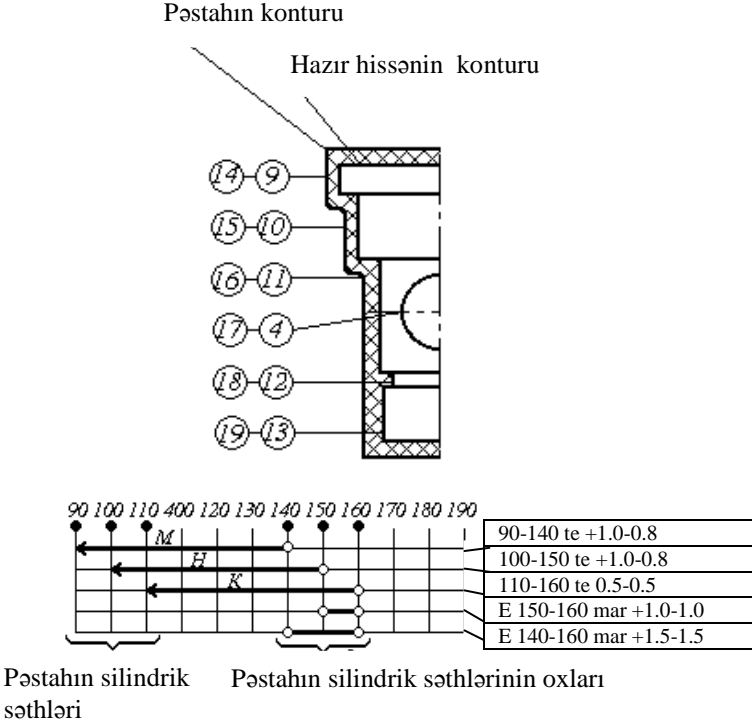 Pəstahın konturu
Hazır hissənin konturu
14 9
15 10
16 11
17 4
18 12
19 13
90 100 110 400 120 130 140 150 160 170 180 190
M
H
K
90-140 te +1.0-0.8
100-150 te +1.0-0.8
110-160 te 0.5-0.5
E 150-160 mar +1.0-1.0
E 140-160 mar +1.5-1.5
Pəstahın silindrik
səthləri
Pəstahın silindrik səthlərinin oxları